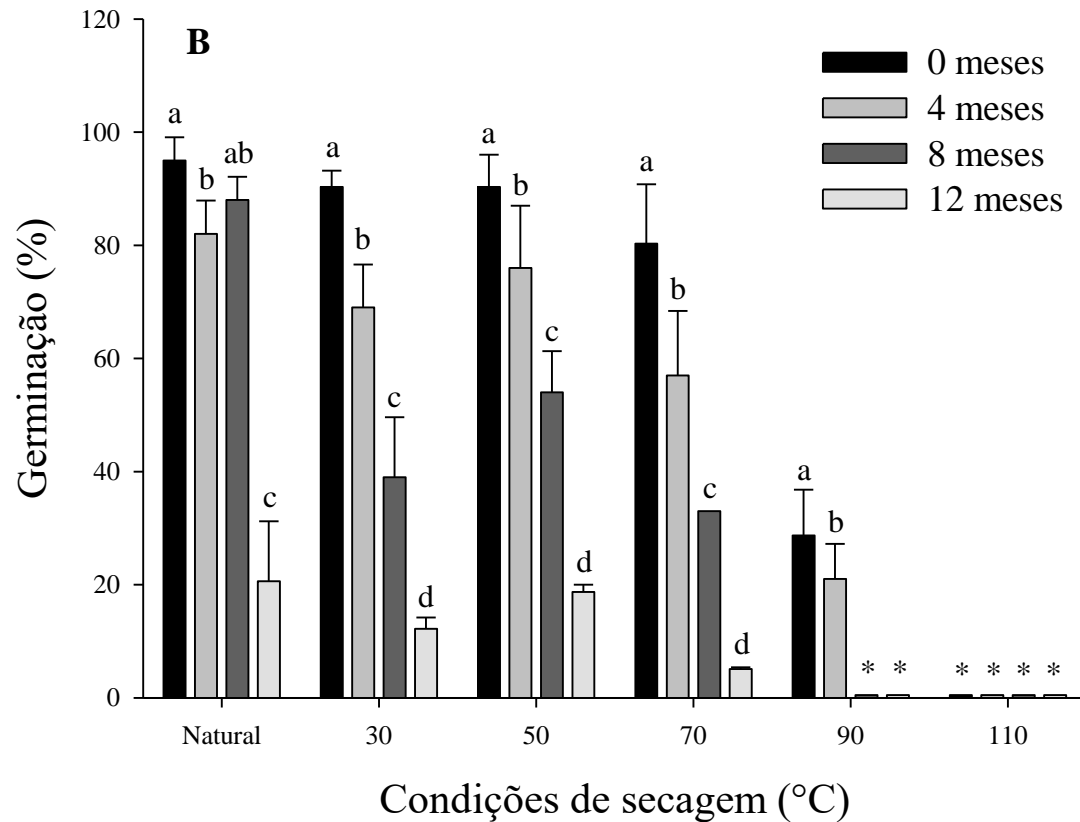 B
0 meses
4 meses
8 meses
12 meses
Germinação (%)
120
100
80
60
40
20
0
a b ab c
a b c d
a b c d
a b c d
a b * *
* * * *
Natural 30 50 70 90 110
Condições de secagem (°C)